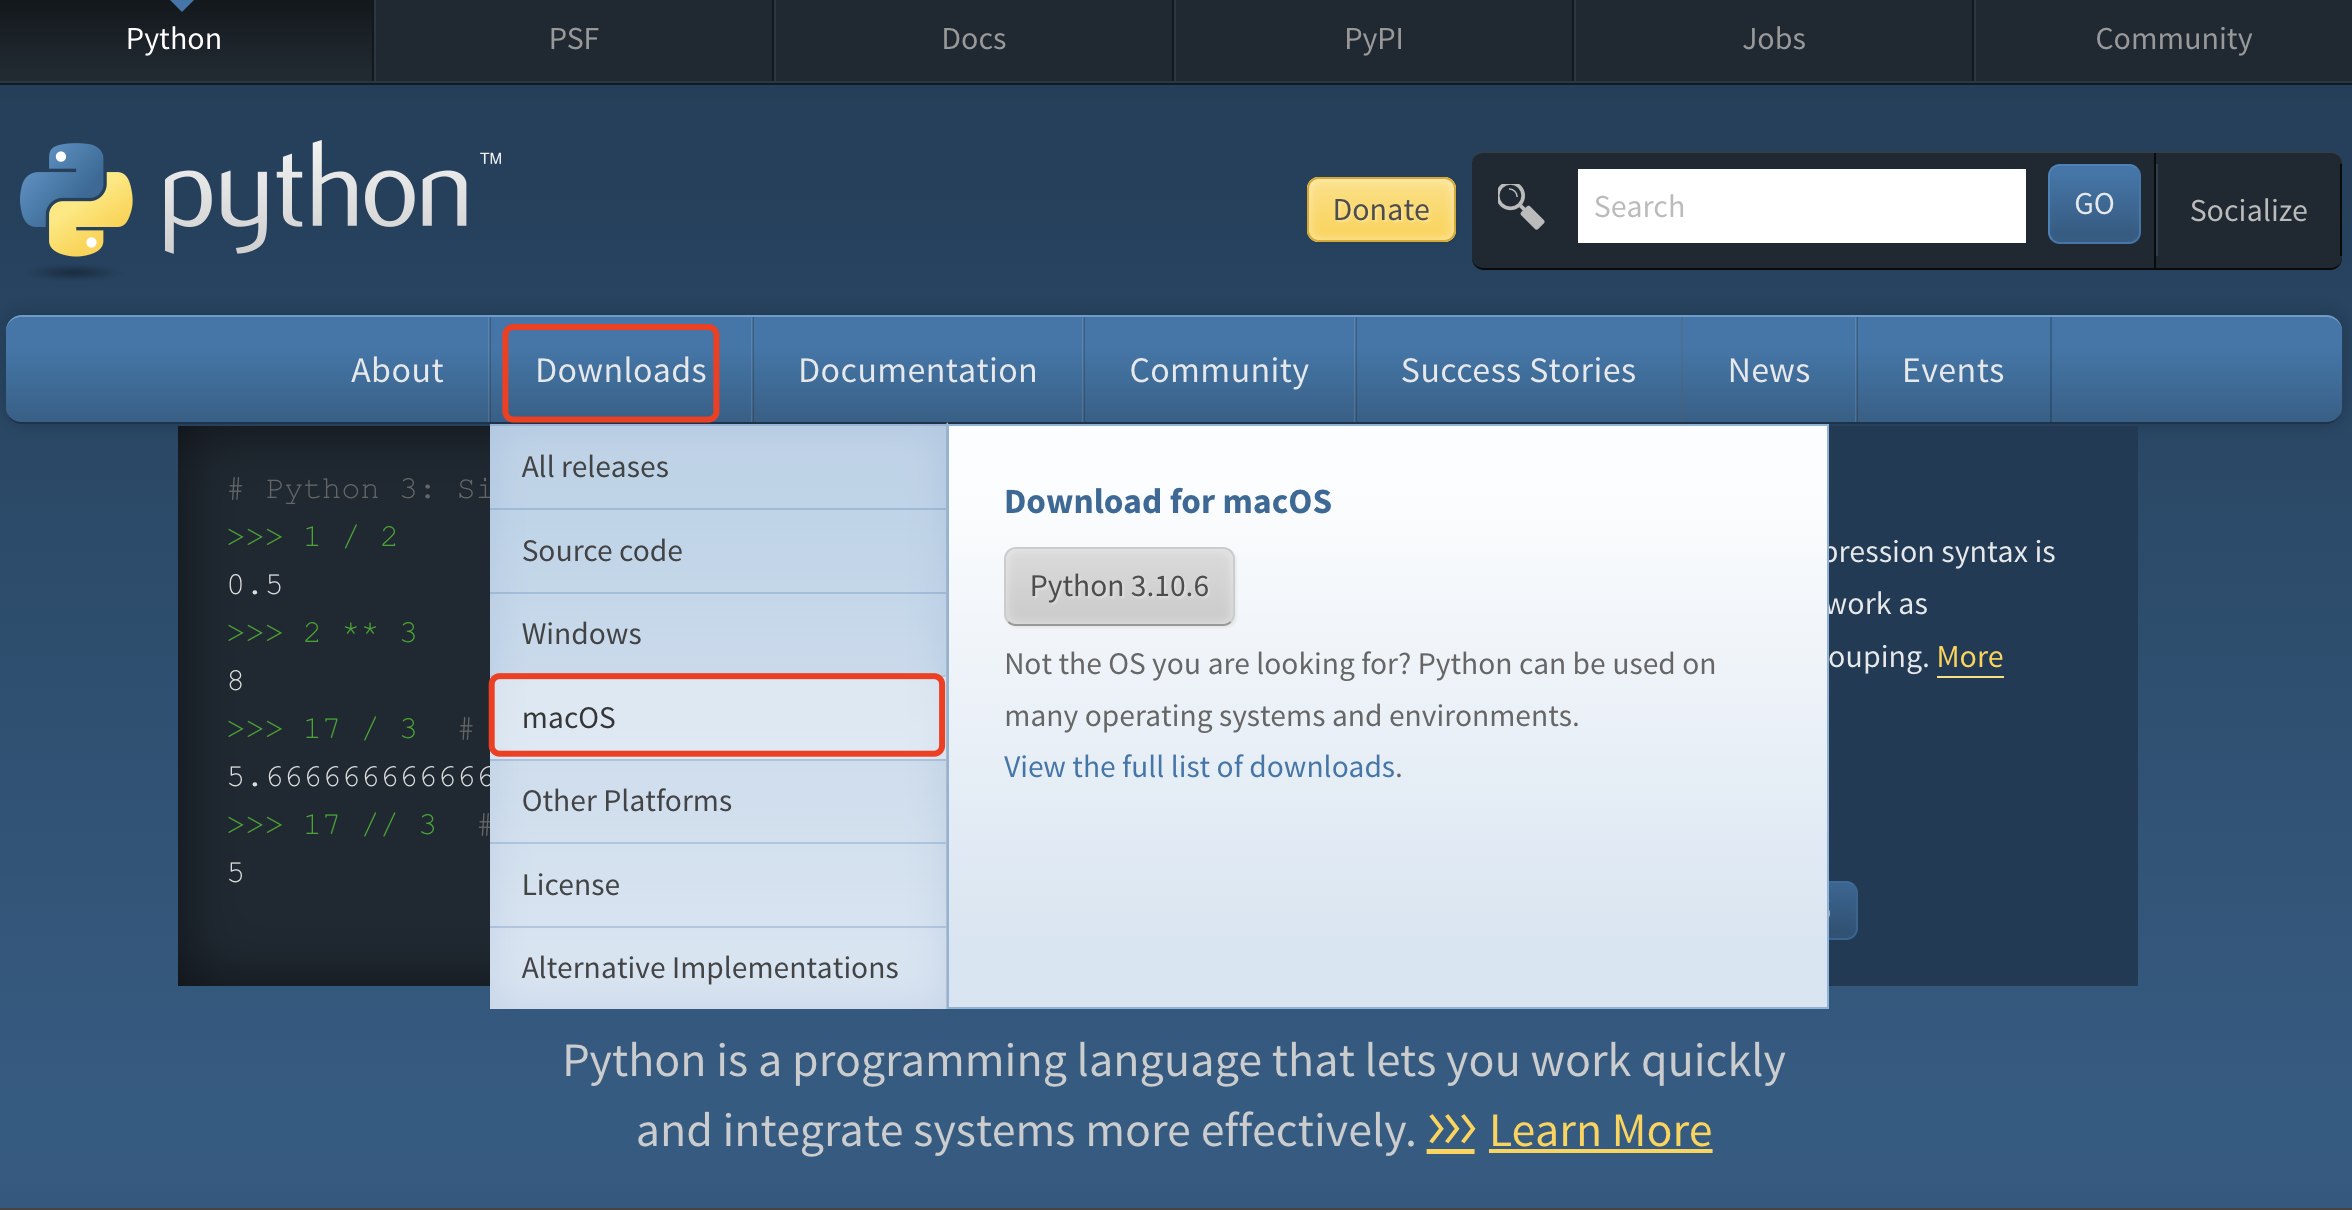 Python
PSF
Docs
PyPI
Jobs
Community
python™
Donate
Search
GO
Socialize
About
Downloads
Documentation
Community
Success Stories
News
Events
# Python 3: Si
>>> 1 / 2
0.5
>>> 2 ** 3
8
>>> 17 / 3  #
5.666666666666
>>> 17 // 3  #
5
All releases
Source code
Windows
macOS
Other Platforms
License
Alternative Implementations
Download for macOS
Python 3.10.6
Not the OS you are looking for? Python can be used on
many operating systems and environments.
View the full list of downloads.
pression syntax is
work as
ouping. More
Python is a programming language that lets you work quickly
and integrate systems more effectively. >>> Learn More